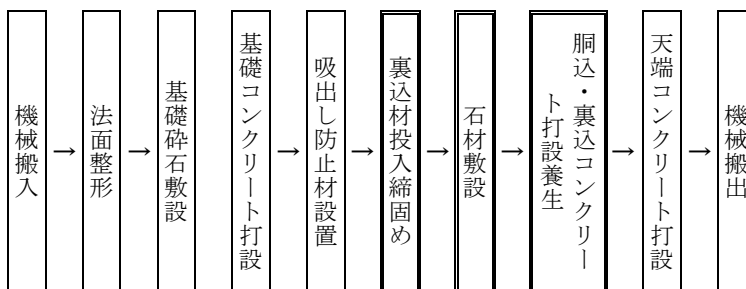 機械搬入
→
法面整形
→
基礎砕石敷設
基礎コンクリート打設
→
吸出し防止材設置
→
裏込材投入締固め
→
石材敷設
→
胴込・裏込コンクリー
ト打設養生
→
天端コンクリート打設
→
機械搬出